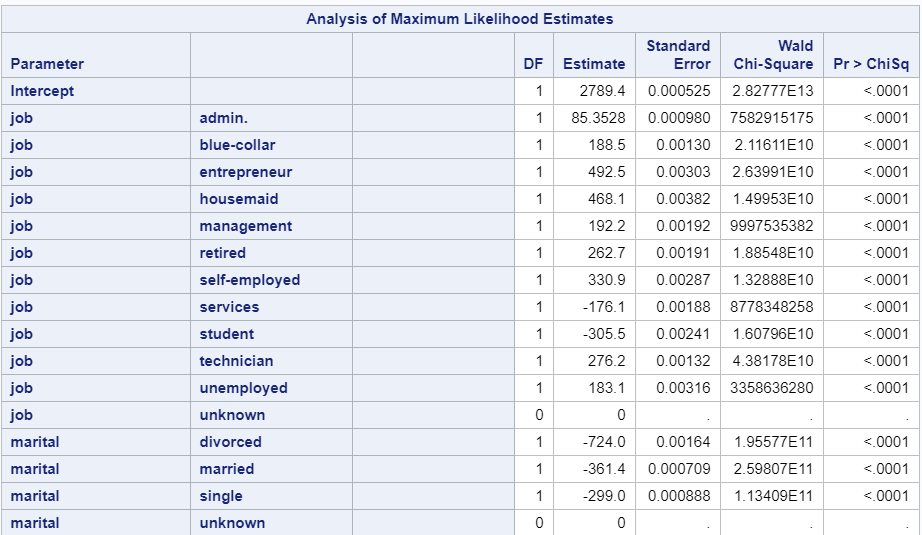 Analysis of Maximum Likelihood Estimates
Parameter DF Estimate Standard Error Wald Chi-Square Pr > ChiSq
Intercept 1 2789.4 0.000525 2.82777E13 <.0001
job admin. 1 85.3528 0.000980 7582915175 <.0001
job blue-collar 1 188.5 0.00130 2.11611E10 <.0001
job entrepreneur 1 492.5 0.00303 2.63991E10 <.0001
job housemaid 1 468.1 0.00382 1.49953E10 <.0001
job management 1 192.2 0.00192 9997535382 <.0001
job retired 1 262.7 0.00191 1.88548E10 <.0001
job self-employed 1 330.9 0.00287 1.32888E10 <.0001
job services 1 -176.1 0.00188 8778348258 <.0001
job student 1 -305.5 0.00241 1.60796E10 <.0001
job technician 1 276.2 0.00132 4.38178E10 <.0001
job unemployed 1 183.1 0.00316 3358636280 <.0001
job unknown 0 0 . . .
marital divorced 1 -724.0 0.00164 1.95577E11 <.0001
marital married 1 -361.4 0.000709 2.59807E11 <.0001
marital single 1 -299.0 0.000888 1.13409E11 <.0001
marital unknown 0 0 . . .